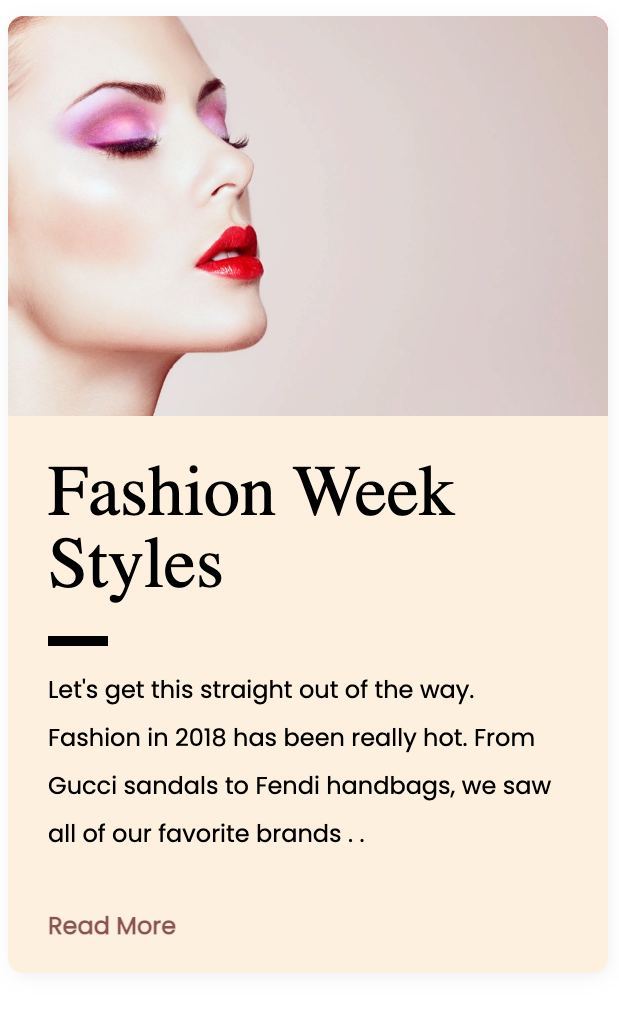 Fashion Week
Styles
Let's get this straight out of the way.
Fashion in 2018 has been really hot. From
Gucci sandals to Fendi handbags, we saw
all of our favorite brands . .
Read More